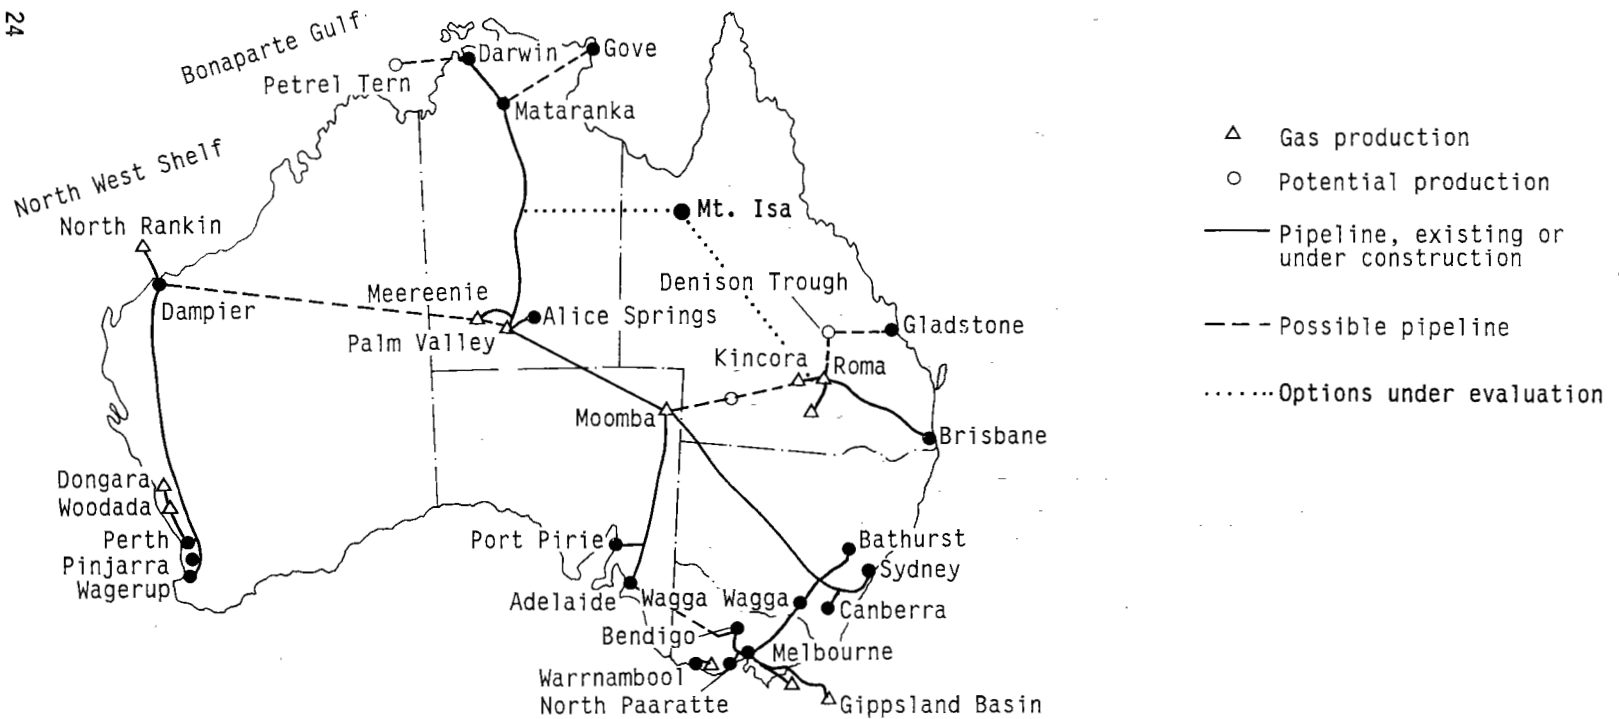 24
Bonaparte Gulf
Darwin
Gove
Petrel Tern
Mataranka
North West Shelf
North Rankin
Mt. Isa
Dampier
Meereenie
Denison Trough
Alice Springs
Palm Valley
Gladstone
Kincora
Roma
Moomba
Brisbane
Dongara
Woodada
Perth
Pinjarra
Wagerup
Port Pirie
Bathurst
Sydney
Adelaide
Wagga Wagga
Canberra
Bendigo
Melbourne
Warrnambool
North Paaratte
Gippsland Basin
Gas production
Potential production
Pipeline, existing or
under construction
Possible pipeline
Options under evaluation